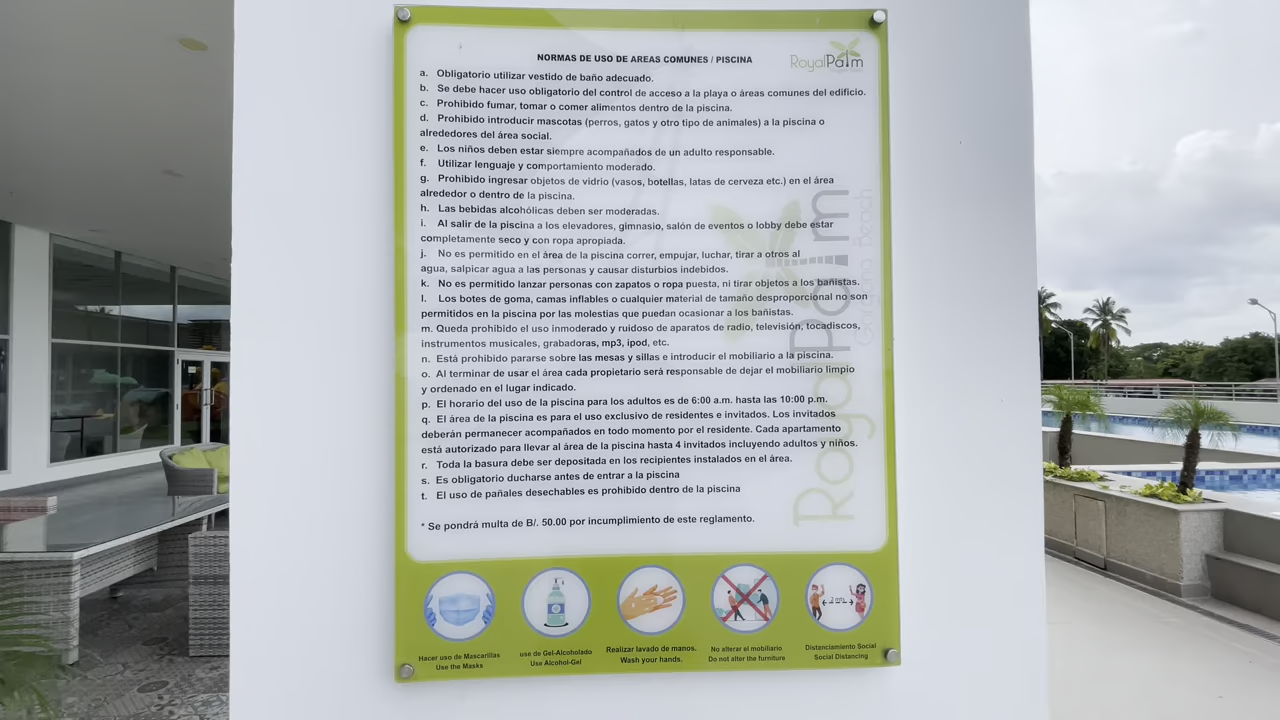 NORMAS DE USO DE AREAS COMUNES / PISCINA
RoyalPalm
a. Obligatorio utilizar vestido de baño adecuado.
b. Se debe hacer uso obligatorio del control de acceso a la playa o áreas comunes del edificio.
c. Prohibido fumar, tomar o comer alimentos dentro de la piscina.
d. Prohibido introducir mascotas (perros, gatos y otro tipo de animales) a la piscina o
alrededores del área social.
e. Los niños deben estar siempre acompañados de un adulto responsable.
f. Utilizar lenguaje y comportamiento moderado.
g. Prohibido ingresar objetos de vidrio (vasos, botellas, latas de cerveza etc.) en el área
alrededor o dentro de la piscina.
h. Las bebidas alcohólicas deben ser moderadas.
i. Al salir de la piscina a los elevadores, gimnasio, salón de eventos o lobby debe estar
completamente seco y con ropa apropiada.
j. No es permitido en el área de la piscina correr, empujar, luchar, tirar a otros al
agua, salpicar agua a las personas y causar disturbios indebidos.
k. No es permitido lanzar personas con zapatos o ropa puesta, ni tirar objetos a los bañistas.
l. Los botes de goma, camas inflables o cualquier material de tamaño desproporcional no son
permitidos en la piscina por las molestias que puedan ocasionar a los bañistas.
m. Queda prohibido el uso inmoderado y ruidoso de aparatos de radio, televisión, tocadiscos,
instrumentos musicales, grabadoras, mp3, ipod, etc.
n. Está prohibido pararse sobre las mesas y sillas e introducir el mobiliario a la piscina.
o. Al terminar de usar el área cada propietario será responsable de dejar el mobiliario limpio
y ordenado en el lugar indicado.
p. El horario del uso de la piscina para los adultos es de 6:00 a.m. hasta las 10:00 p.m.
q. El área de la piscina es para el uso exclusivo de residentes e invitados. Los invitados
deberán permanecer acompañados en todo momento por el residente. Cada apartamento
está autorizado para llevar al área de la piscina hasta 4 invitados incluyendo adultos y niños.
r. Toda la basura debe ser depositada en los recipientes instalados en el área.
s. Es obligatorio ducharse antes de entrar a la piscina
t. El uso de pañales desechables es prohibido dentro de la piscina
* Se pondrá multa de B/. 50.00 por incumplimiento de este reglamento.
RoyalPalm
Beach
2 mts
Hacer uso de Mascarillas
Use the Masks
use de Gel-Alcoholado
Use Alcohol-Gel
Realizar lavado de manos.
Wash your hands.
No alterar el mobiliario
Do not alter the furniture
Distanciamiento Social
Social Distancing